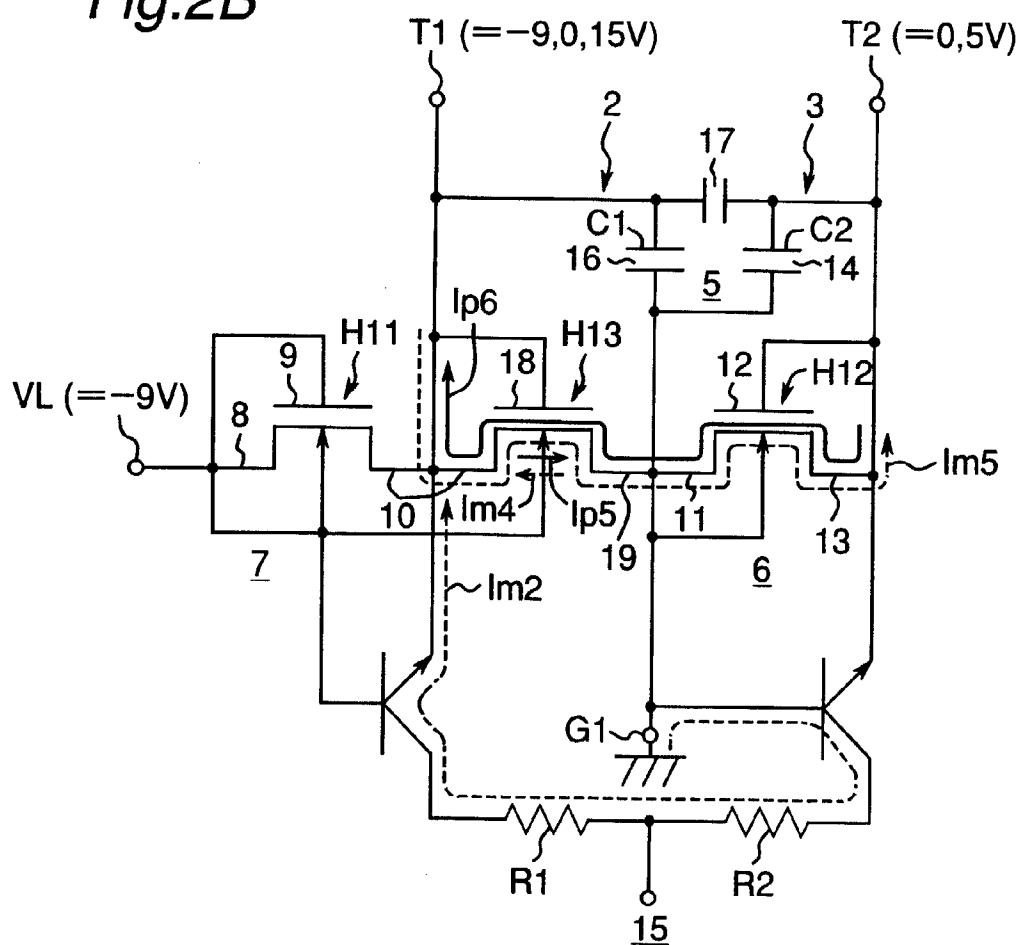 Fig.2B
T1 (=−9,0,15V)
T2 (=0,5V)
2
3
17
C1
C2
16
14
5
Ip6
H11
H13
H12
9
18
12
VL (=−9V)
8
Im5
10
Im4
Ip5
19
11
13
7
6
Im2
G1
R1
R2
15